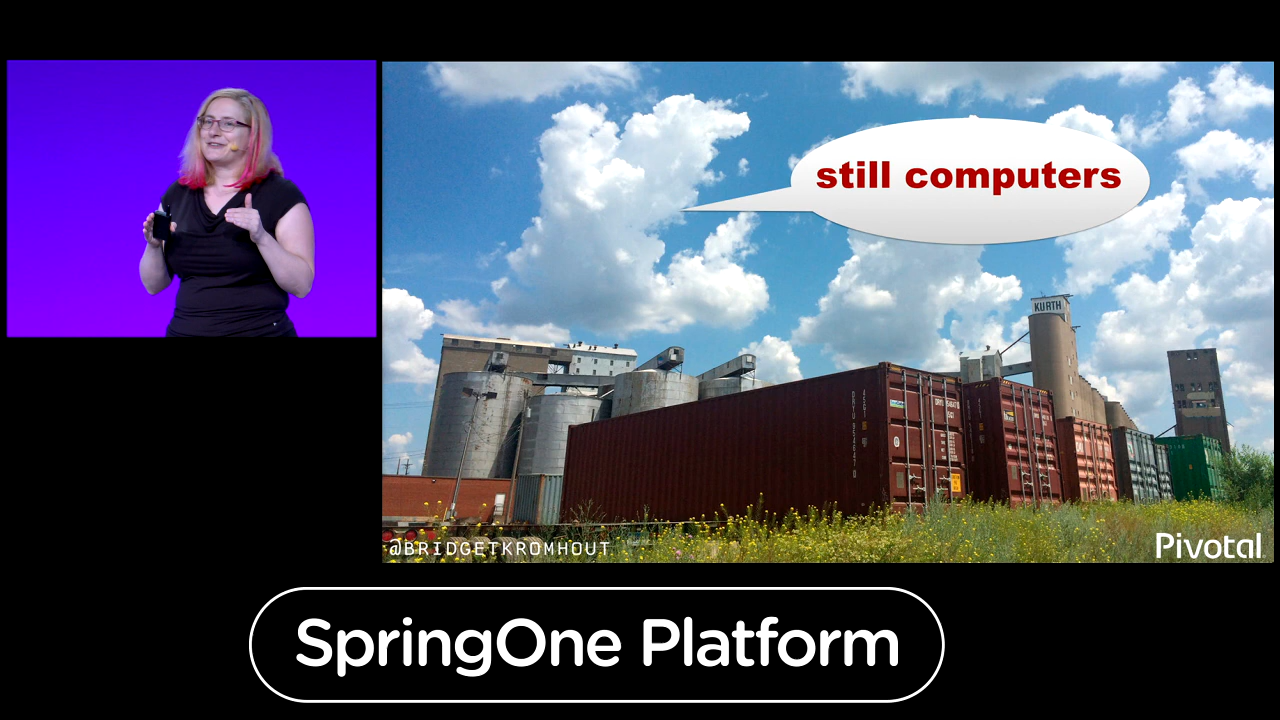 still computers
KURTH
@BRIDGETKROMHOUT
Pivotal
SpringOne Platform